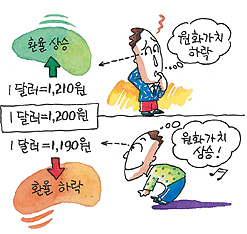 환율 상승
1달러=1,210원
1달러=1,200원
1달러=1,190원
환율 하락
원화가치
하락
원화가치
상승!